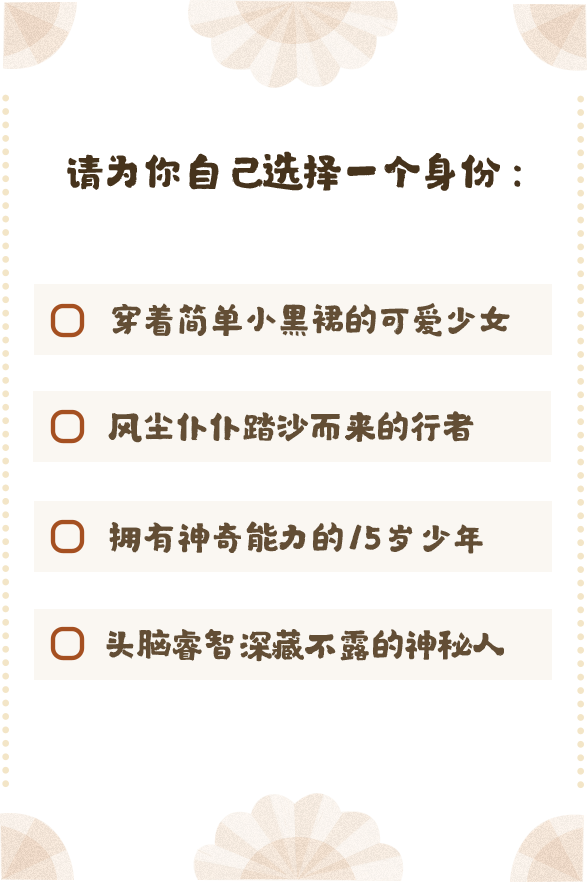 请为你自己选择一个身份：
穿着简单小黑裙的可爱少女
风尘仆仆踏沙而来的行者
拥有神奇能力的15岁少年
头脑睿智深藏不露的神秘人